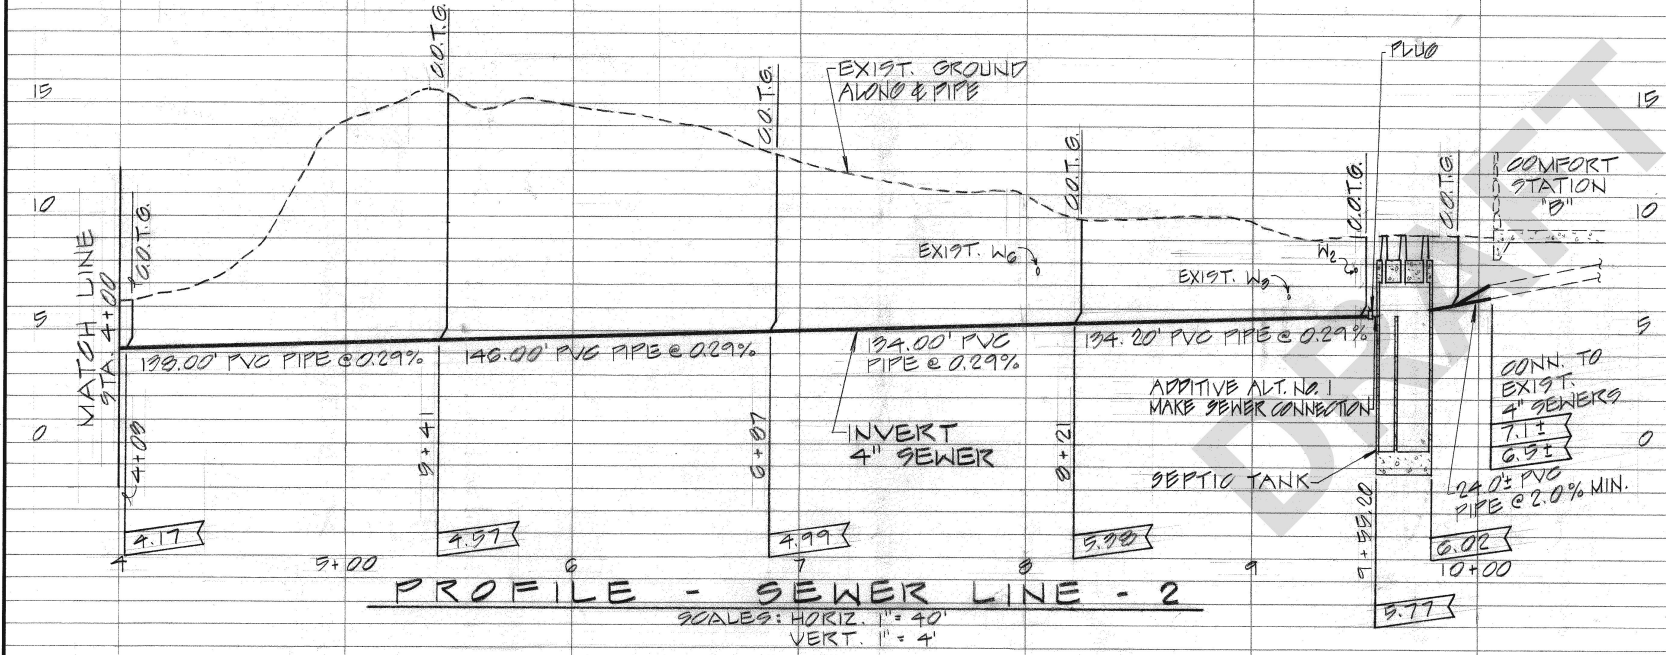 C.O.T.G.
PLUG
15
EXIST. GROUND
ALONG ℄ PIPE
15
C.O.T.G.
C.O.T.G.
C.O.T.G.
C.O.T.G.
COMFORT
STATION
"B"
10
10
C.O.T.G.
MATCH LINE
STA. 4+00
EXIST. W6
W2
EXIST. W9
5
5
138.00' PVC PIPE @ 0.29%
146.00' PVC PIPE @ 0.29%
134.00' PVC
PIPE @ 0.29%
134.20' PVC PIPE @ 0.29%
CONN. TO
EXIST.
4" SEWERS
7.1±
6.5±
ADDITIVE ALT. NO. 1
MAKE SEWER CONNECTION
0
0
4+03
5+41
6+87
8+21
INVERT
4" SEWER
SEPTIC TANK
24.0'± PVC
PIPE @ 2.0% MIN.
9+55.20
4.17
4.57
4.99
5.38
6.02
4
5+00
6
7
8
9
10+00
5.77
PROFILE - SEWER LINE - 2
SCALES: HORIZ. 1" = 40'
VERT. 1" = 4'
DRAFT